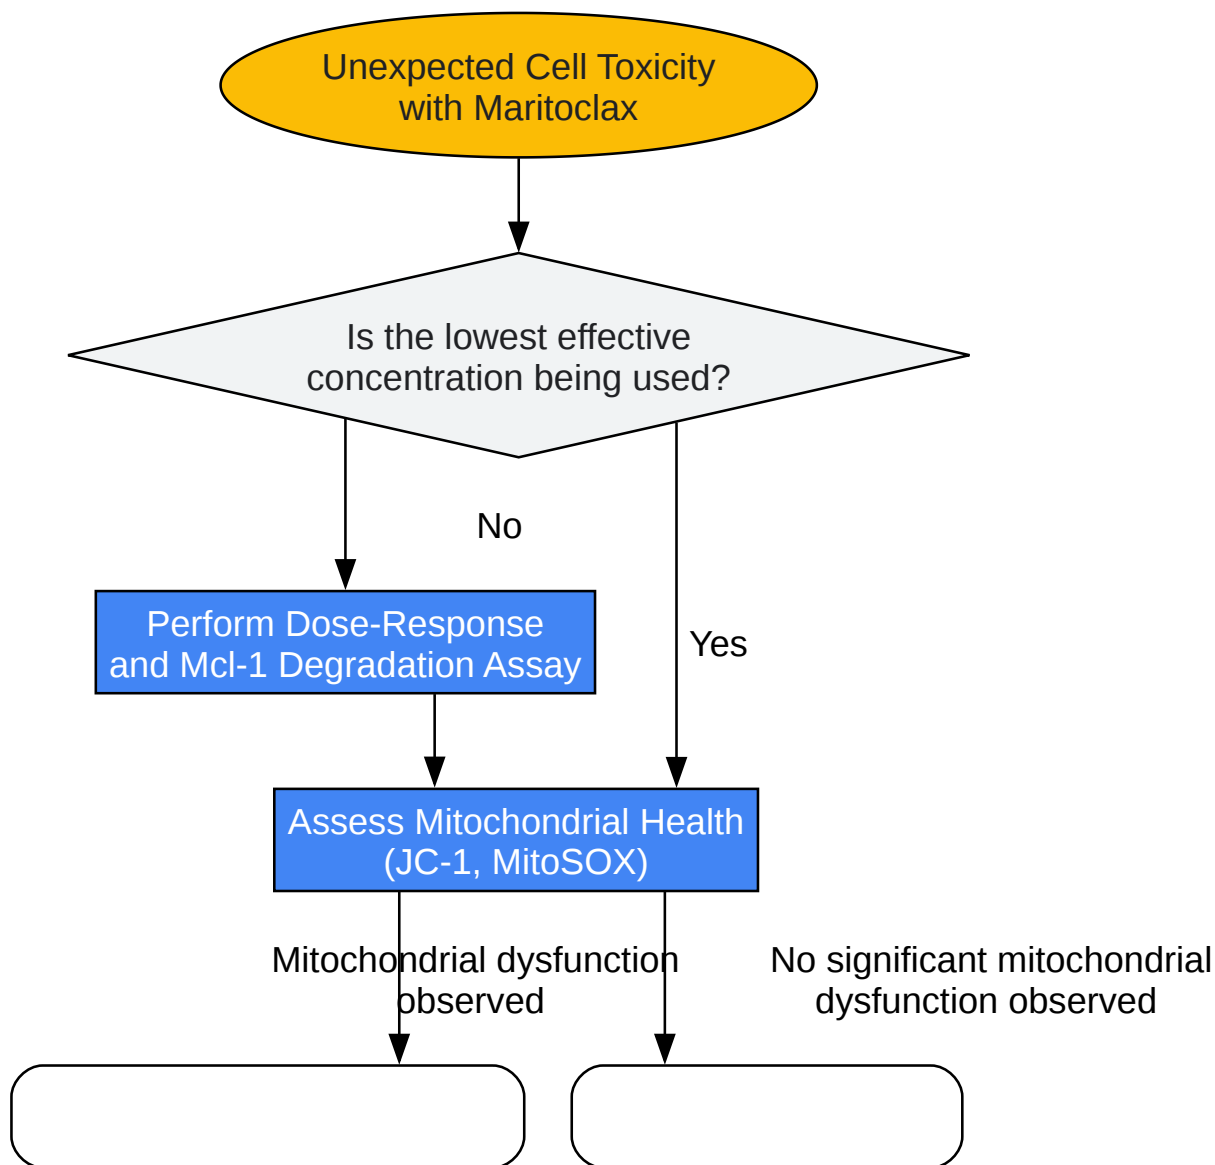 Unexpected Cell Toxicity
with Maritoclax
Is the lowest effective
concentration being used?
No
Perform Dose-Response
and Mcl-1 Degradation Assay
Yes
Assess Mitochondrial Health
(JC-1, MitoSOX)
Mitochondrial dysfunction
observed
No significant mitochondrial
dysfunction observed